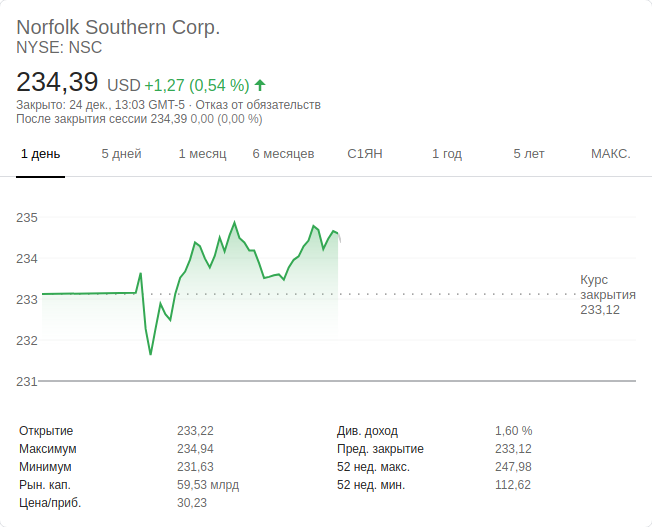 Norfolk Southern Corp.
NYSE: NSC
234,39 USD +1,27 (0,54 %)
Закрыто: 24 дек., 13:03 GMT-5 · Отказ от обязательств
После закрытия сессии 234,39 0,00 (0,00 %)
1 день 5 дней 1 месяц 6 месяцев С1ЯН 1 год 5 лет МАКС.
235
234
233
232
231
Курс
закрытия
233,12
Открытие 233,22 Див. доход 1,60 %
Максимум 234,94 Пред. закрытие 233,12
Минимум 231,63 52 нед. макс. 247,98
Рын. кап. 59,53 млрд 52 нед. мин. 112,62
Цена/приб. 30,23